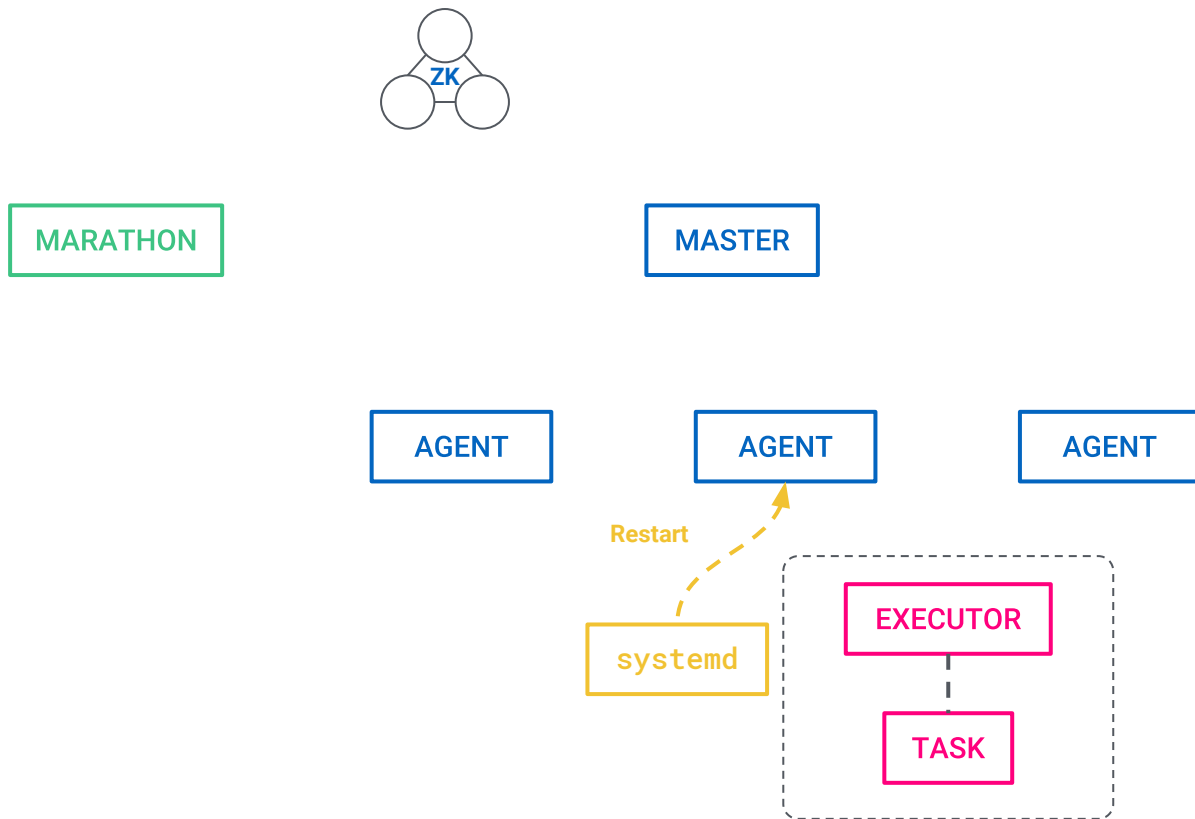 ZK
MARATHON
MASTER
AGENT
AGENT
AGENT
Restart
EXECUTOR
systemd
TASK